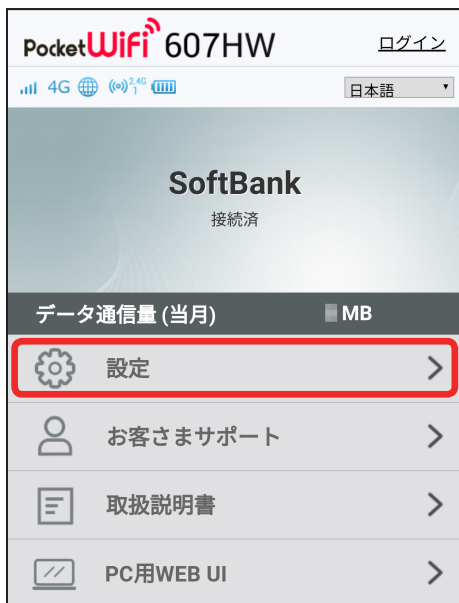 PocketWiFi 607HW ログイン
4G 2.4G 1 日本語
SoftBank
接続済
データ通信量 (当月) MB
設定
お客さまサポート
取扱説明書
PC用WEB UI